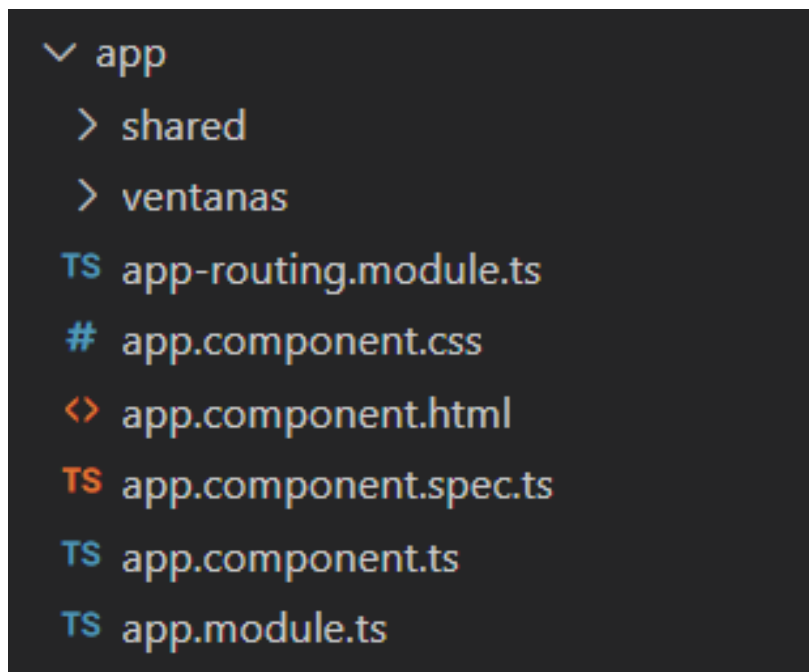 app
shared
ventanas
TS app-routing.module.ts
# app.component.css
<> app.component.html
TS app.component.spec.ts
TS app.component.ts
TS app.module.ts